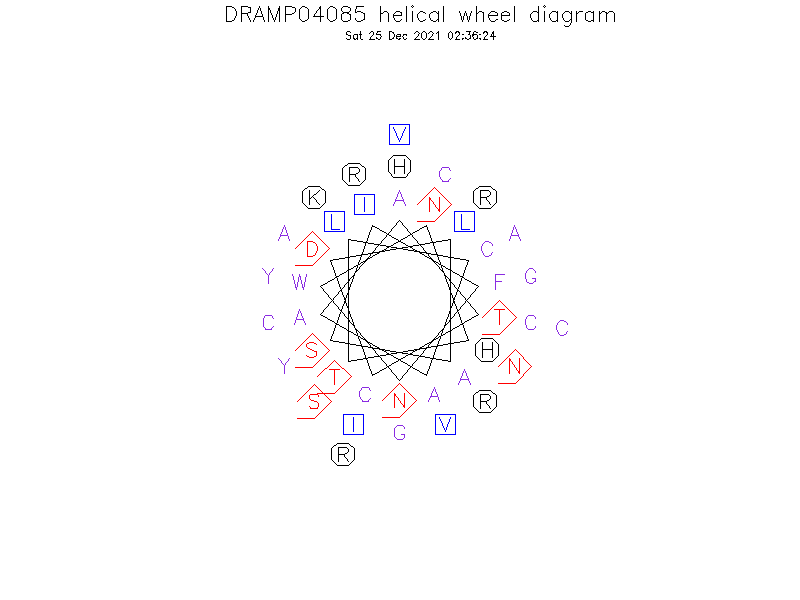 DRAMP04085 helical wheel diagram
Sat 25 Dec 2021 02:36:24
V
R H C
K R
I A N
L L
A D C A
Y W F G
C A T C C
S H
Y T A N
S C N A R
I G V
R